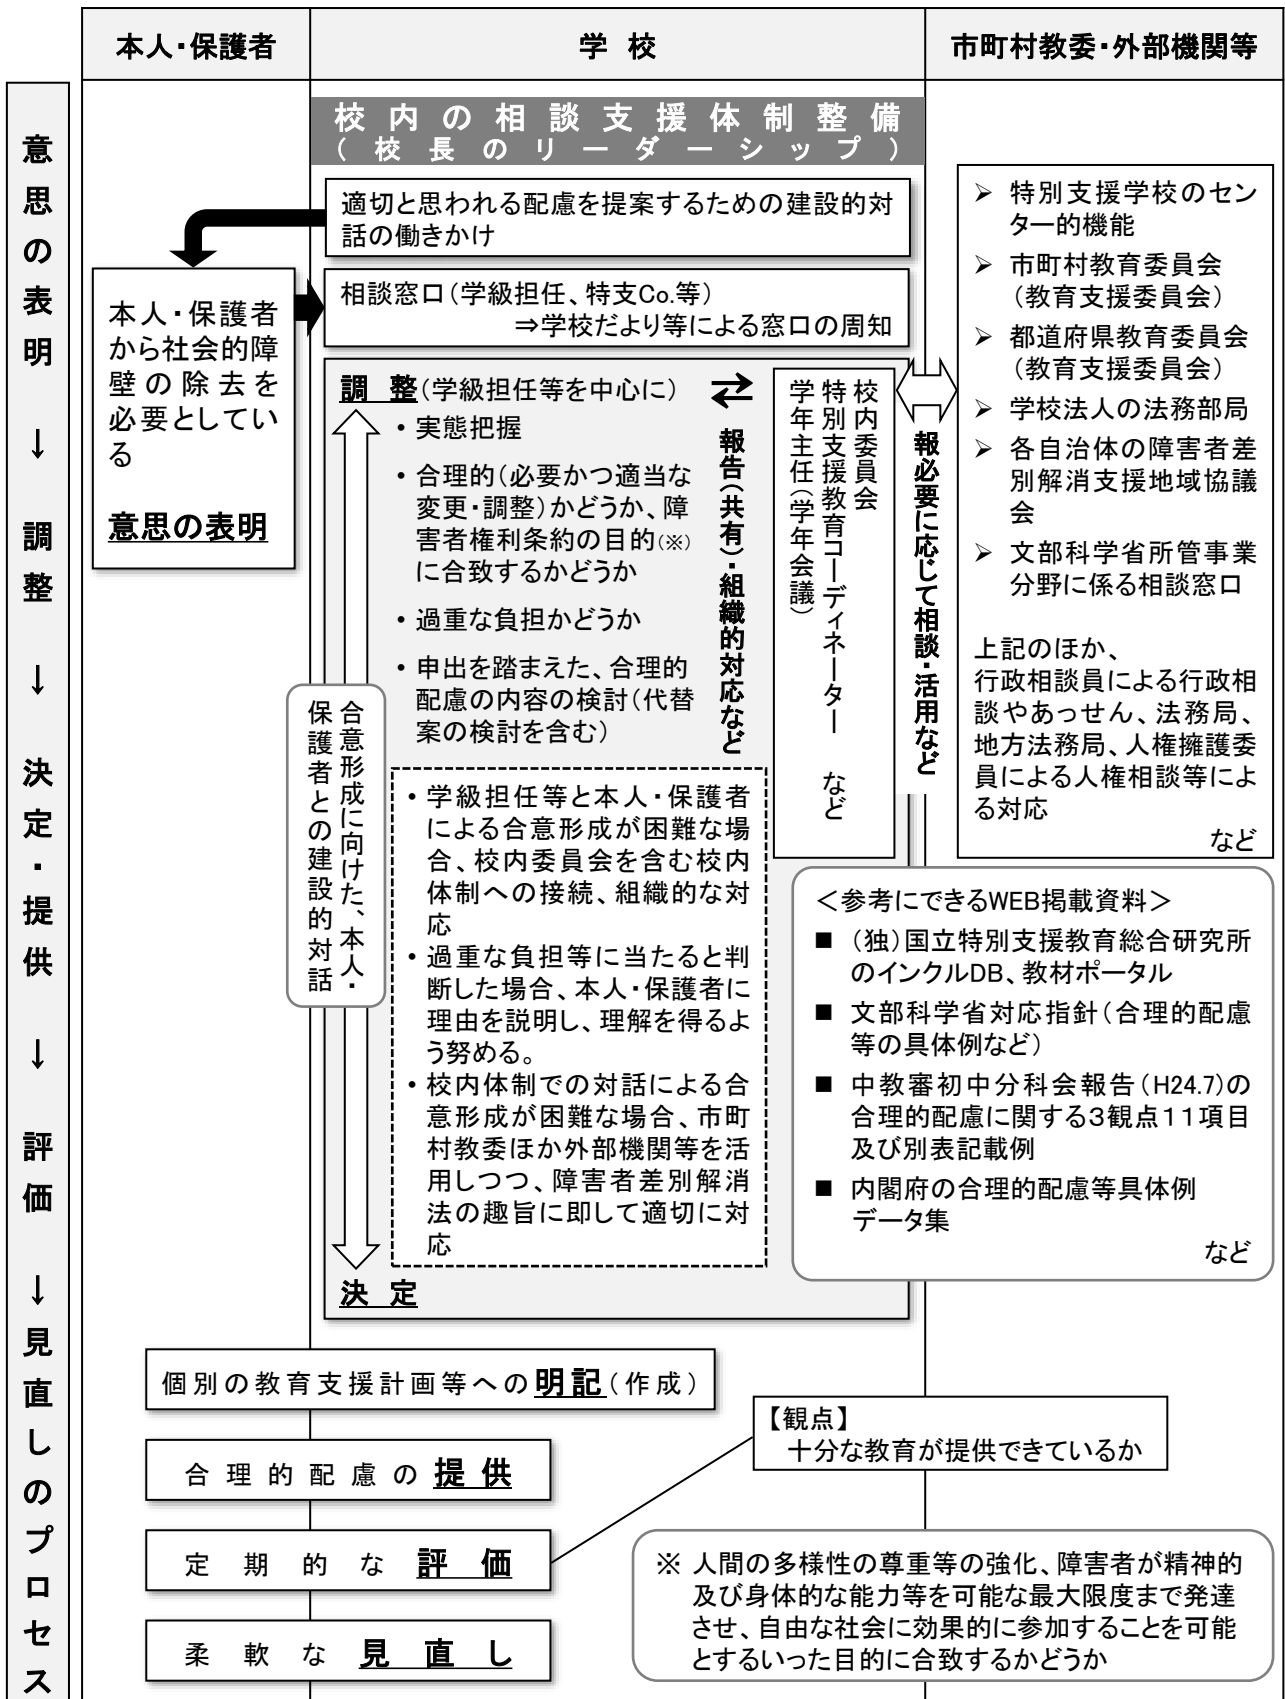 本人・保護者
学 校
市町村教委・外部機関等
意思の表明 → 調整 → 決定・提供 → 評価 → 見直しのプロセス
校内の相談支援体制整備
(校長のリーダーシップ)
適切と思われる配慮を提案するための建設的対
話の働きかけ
本人・保護者
から社会的障
壁の除去を
必要としてい
る
意思の表明
相談窓口(学級担任、特支Co.等)
⇒学校だより等による窓口の周知
調 整(学級担任等を中心に)
・実態把握
・合理的(必要かつ適当な
変更・調整)かどうか、障
害者権利条約の目的(※)
に合致するかどうか
・過重な負担かどうか
・申出を踏まえた、合理的
配慮の内容の検討(代替
案の検討を含む)
報告(共有)・組織的対応など
校内委員会
特別支援教育コーディネーター など
学年主任(学年会議)
報必要に応じて相談・活用など
合意形成に向けた、本人・
保護者との建設的対話
・学級担任等と本人・保護者
による合意形成が困難な場
合、校内委員会を含む校内
体制への接続、組織的な対
応
・過重な負担等に当たると判
断した場合、本人・保護者に
理由を説明し、理解を得るよ
う努める。
・校内体制での対話による合
意形成が困難な場合、市町
村教委ほか外部機関等を活
用しつつ、障害者差別解消
法の趣旨に即して適切に対
応
決 定
➢ 特別支援学校のセン
ター的機能
➢ 市町村教育委員会
(教育支援委員会)
➢ 都道府県教育委員会
(教育支援委員会)
➢ 学校法人の法務部局
➢ 各自治体の障害者差
別解消支援地域協議
会
➢ 文部科学省所管事業
分野に係る相談窓口
上記のほか、
行政相談員による行政相
談やあっせん、法務局、
地方法務局、人権擁護委
員による人権相談等によ
る対応
など
<参考にできるWEB掲載資料>
■ (独)国立特別支援教育総合研究所
のインクルDB、教材ポータル
■ 文部科学省対応指針(合理的配慮
等の具体例など)
■ 中教審初中分科会報告(H24.7)の
合理的配慮に関する3観点11項目
及び別表記載例
■ 内閣府の合理的配慮等具体例
データ集
など
個別の教育支援計画等への明記(作成)
合理的配慮の提供
定期的な評価
柔軟な見直し
【観点】
十分な教育が提供できているか
※ 人間の多様性の尊重等の強化、障害者が精神的
及び身体的な能力等を可能な最大限度まで発達
させ、自由な社会に効果的に参加することを可能
とするいった目的に合致するかどうか